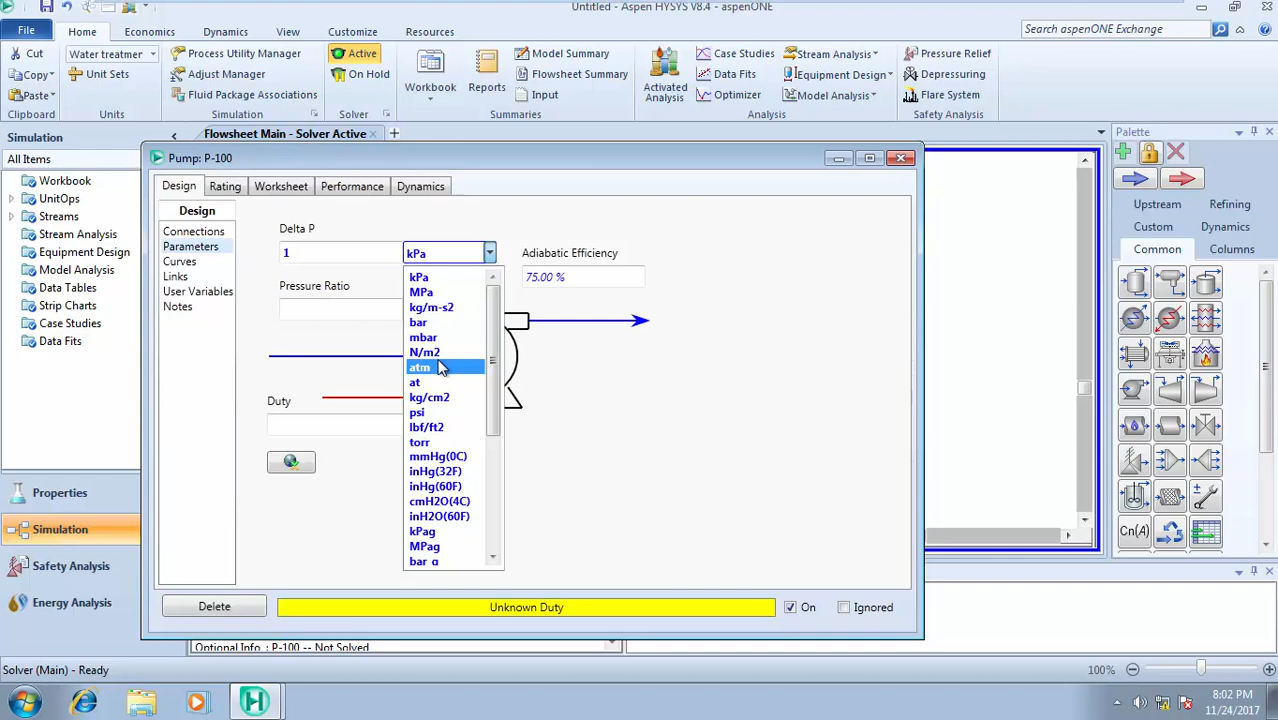 Untitled - Aspen HYSYS V8.4 - aspenONE
File
Home
Economics
Dynamics
View
Customize
Resources
Search aspenONE Exchange
Cut
Copy
Paste
Clipboard
Water treatmer
Unit Sets
Units
Process Utility Manager
Adjust Manager
Fluid Package Associations
Simulation
Active
On Hold
Solver
Workbook
Reports
Model Summary
Flowsheet Summary
Input
Summaries
Activated Analysis
Case Studies
Data Fits
Optimizer
Stream Analysis
Equipment Design
Model Analysis
Analysis
Pressure Relief
Depressuring
Flare System
Safety Analysis
Simulation
All Items
Workbook
UnitOps
Streams
Stream Analysis
Equipment Design
Model Analysis
Data Tables
Strip Charts
Case Studies
Data Fits
Properties
Simulation
Safety Analysis
Energy Analysis
Flowsheet Main - Solver Active
Pump: P-100
Design
Rating
Worksheet
Performance
Dynamics
Design
Connections
Parameters
Curves
Links
User Variables
Notes
Delta P
1
kPa
Adiabatic Efficiency
75.00 %
Pressure Ratio
Duty
kPa
MPa
kg/m-s2
bar
mbar
N/m2
atm
at
kg/cm2
psi
lbf/ft2
torr
mmHg(0C)
inHg(32F)
inHg(60F)
cmH2O(4C)
inH2O(60F)
kPag
MPag
bar_g
Delete
Unknown Duty
On
Ignored
Optional Info. : P-100 -- Not Solved
Palette
Upstream
Refining
Custom
Dynamics
Common
Columns
Cn(A)
Solver (Main) - Ready
100%
8:02 PM
11/24/2017